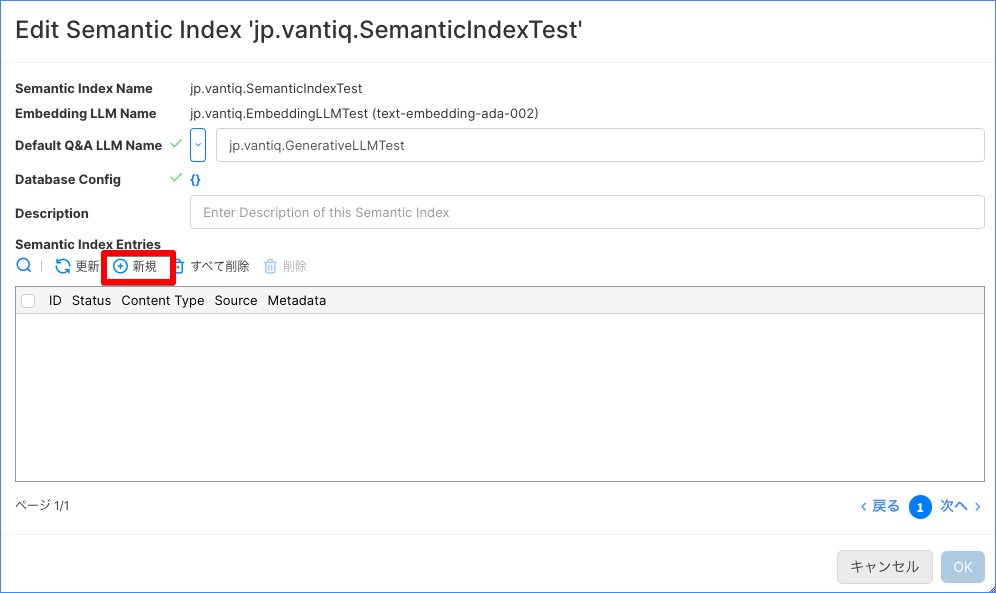 Edit Semantic Index 'jp.vantiq.SemanticIndexTest'
Semantic Index Name jp.vantiq.SemanticIndexTest
Embedding LLM Name jp.vantiq.EmbeddingLLMTest (text-embedding-ada-002)
Default Q&A LLM Name jp.vantiq.GenerativeLLMTest
Database Config {}
Description Enter Description of this Semantic Index
Semantic Index Entries
更新 新規 すべて削除 削除
ID Status Content Type Source Metadata
ページ 1/1 < 戻る 1 次へ >
キャンセル OK